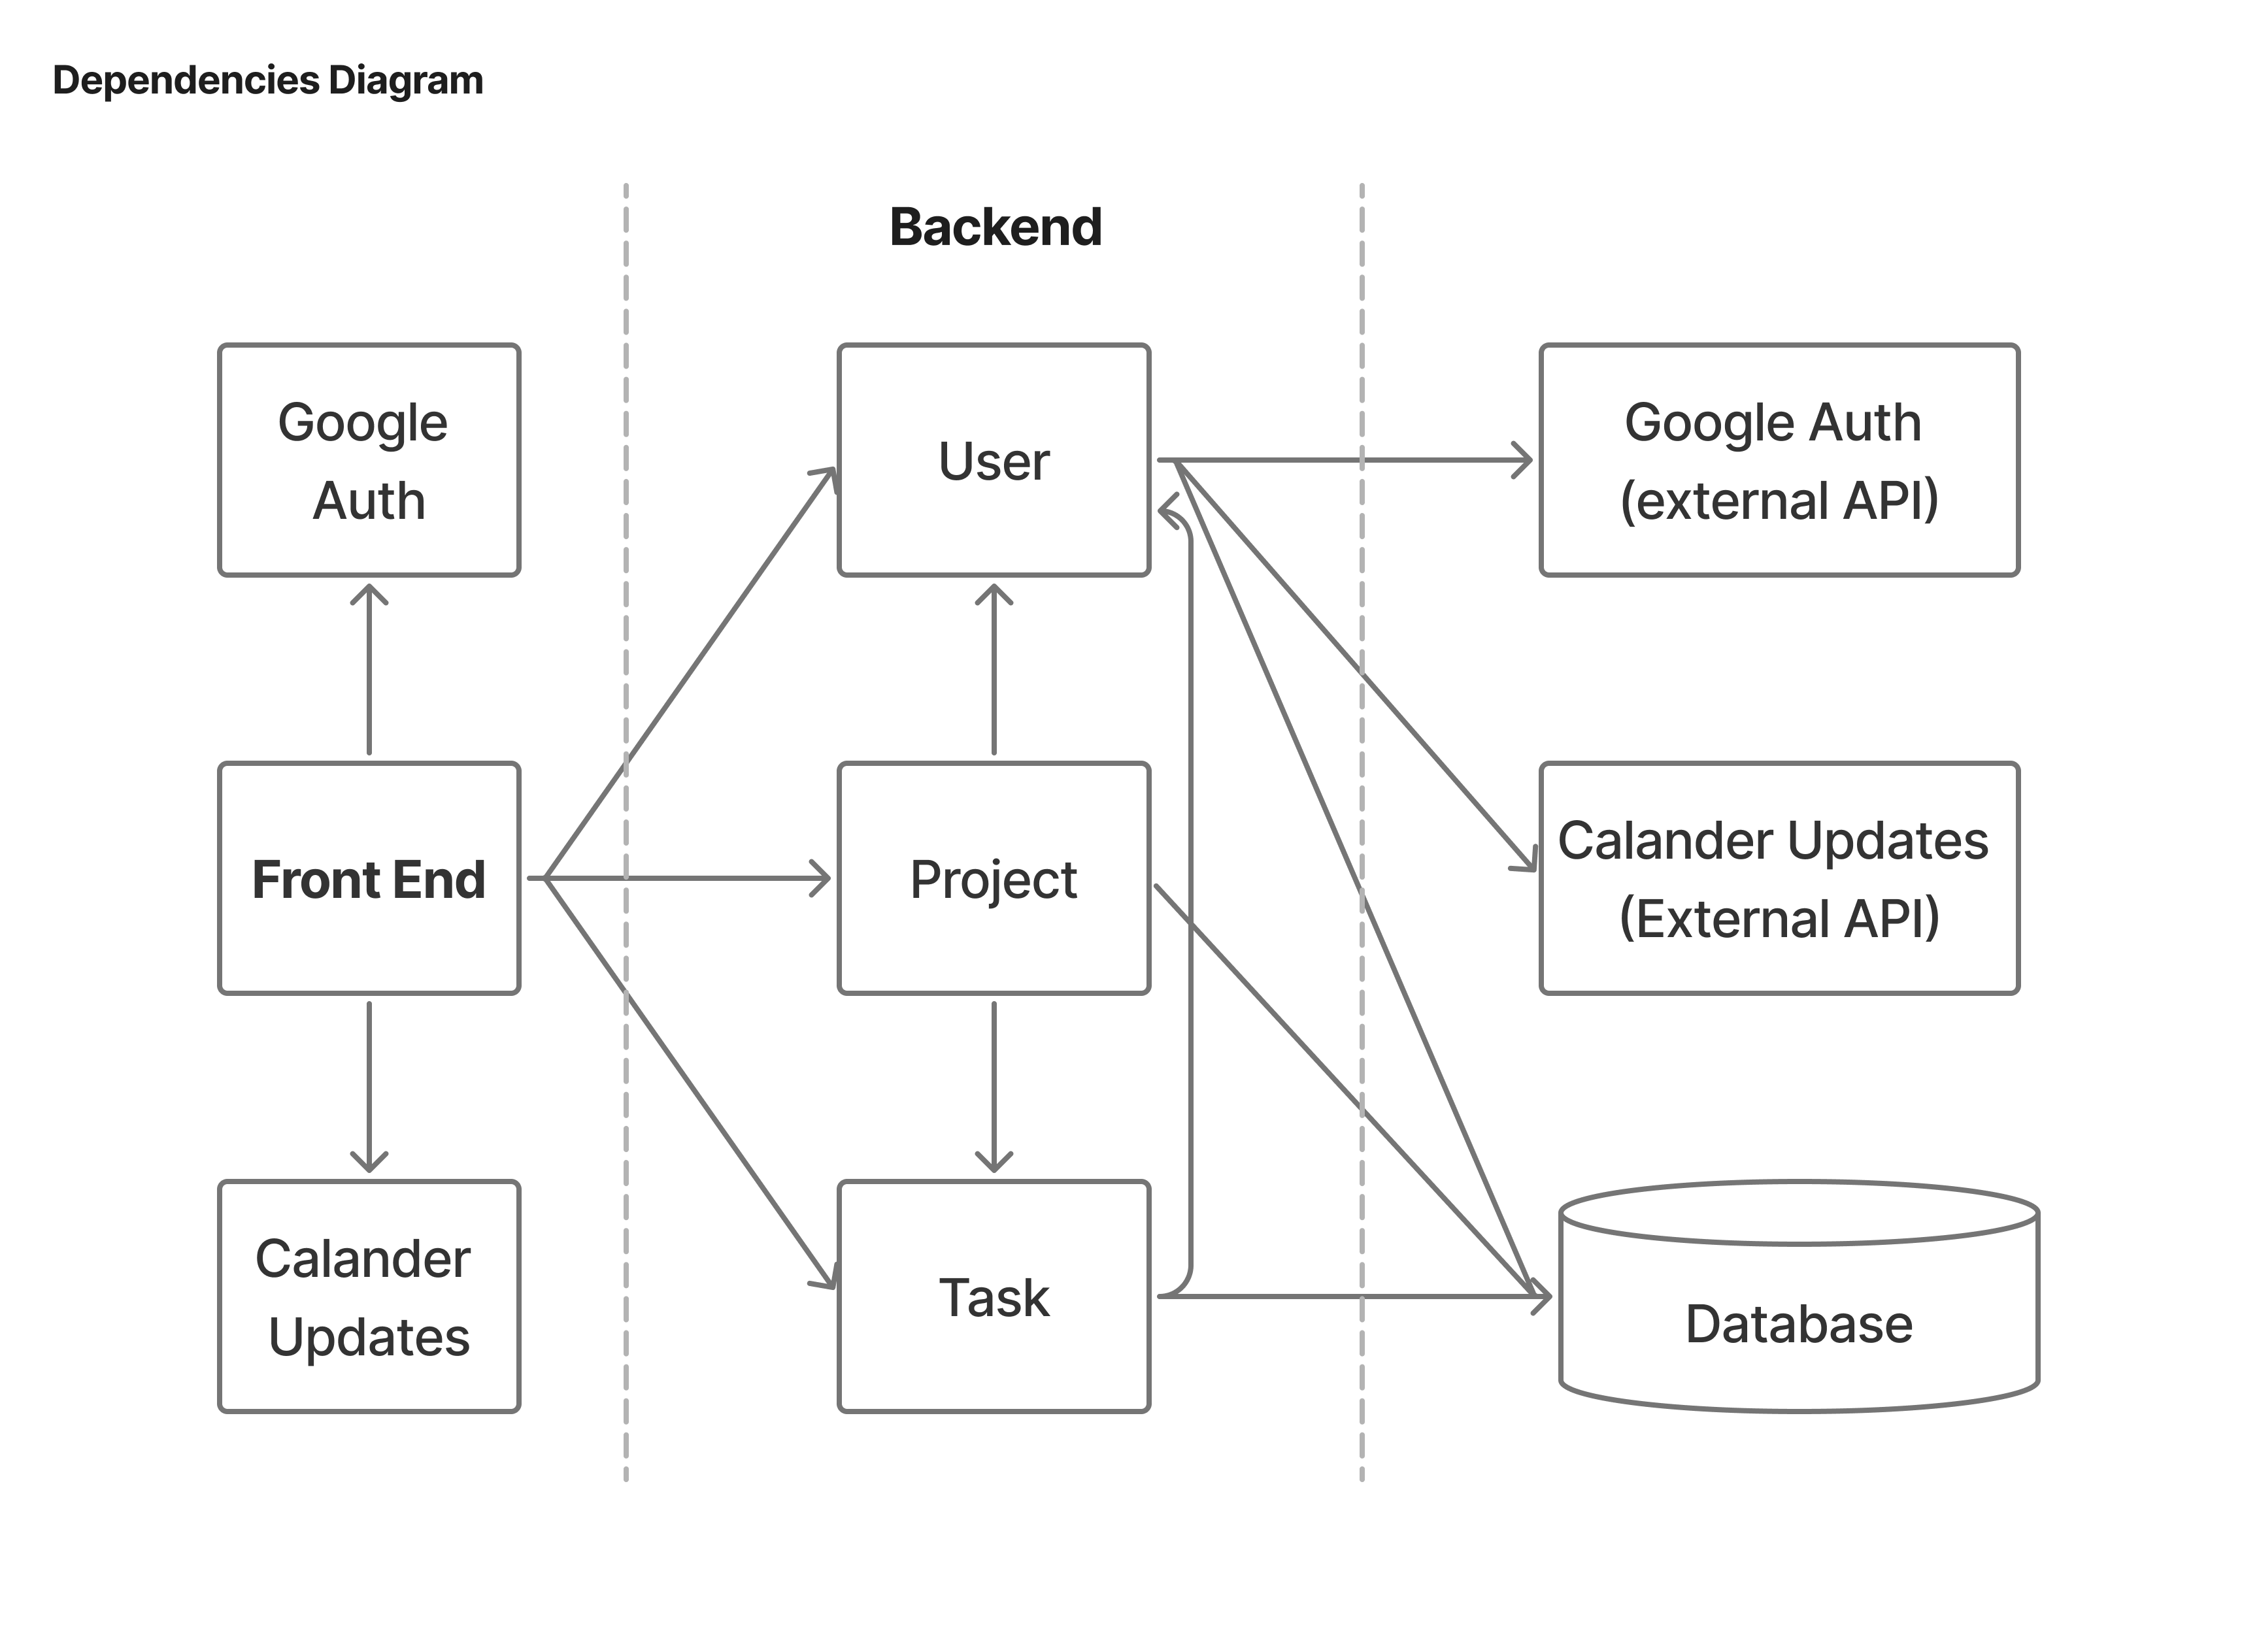 Dependencies Diagram
Backend
Google
Auth
User
Google Auth
(external API)
Front End
Project
Calander Updates
(External API)
Calander
Updates
Task
Database